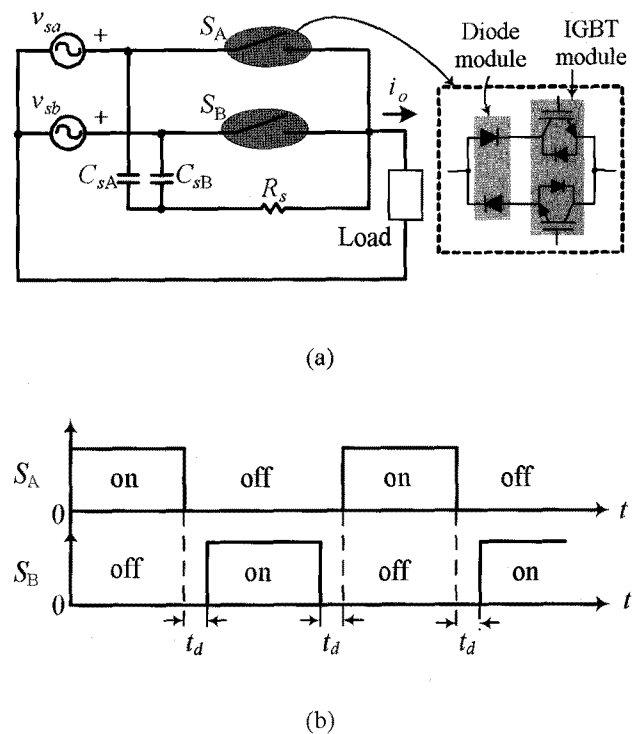 v_sa + S_A Diode module IGBT module
v_sb + S_B i_o
C_sA C_sB R_s
Load
(a)
S_A on off on off
0 t
S_B off on off on
0 t
t_d t_d t_d
(b)